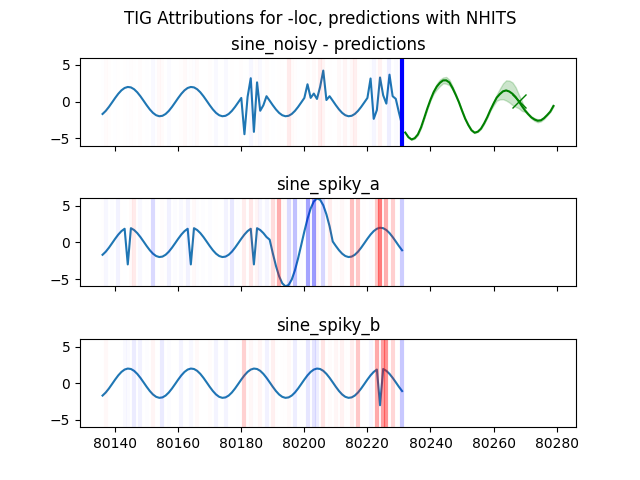 TIG Attributions for -loc, predictions with NHITS
sine_noisy - predictions
5
0
−5
sine_spiky_a
5
0
−5
sine_spiky_b
5
0
−5
80140 80160 80180 80200 80220 80240 80260 80280